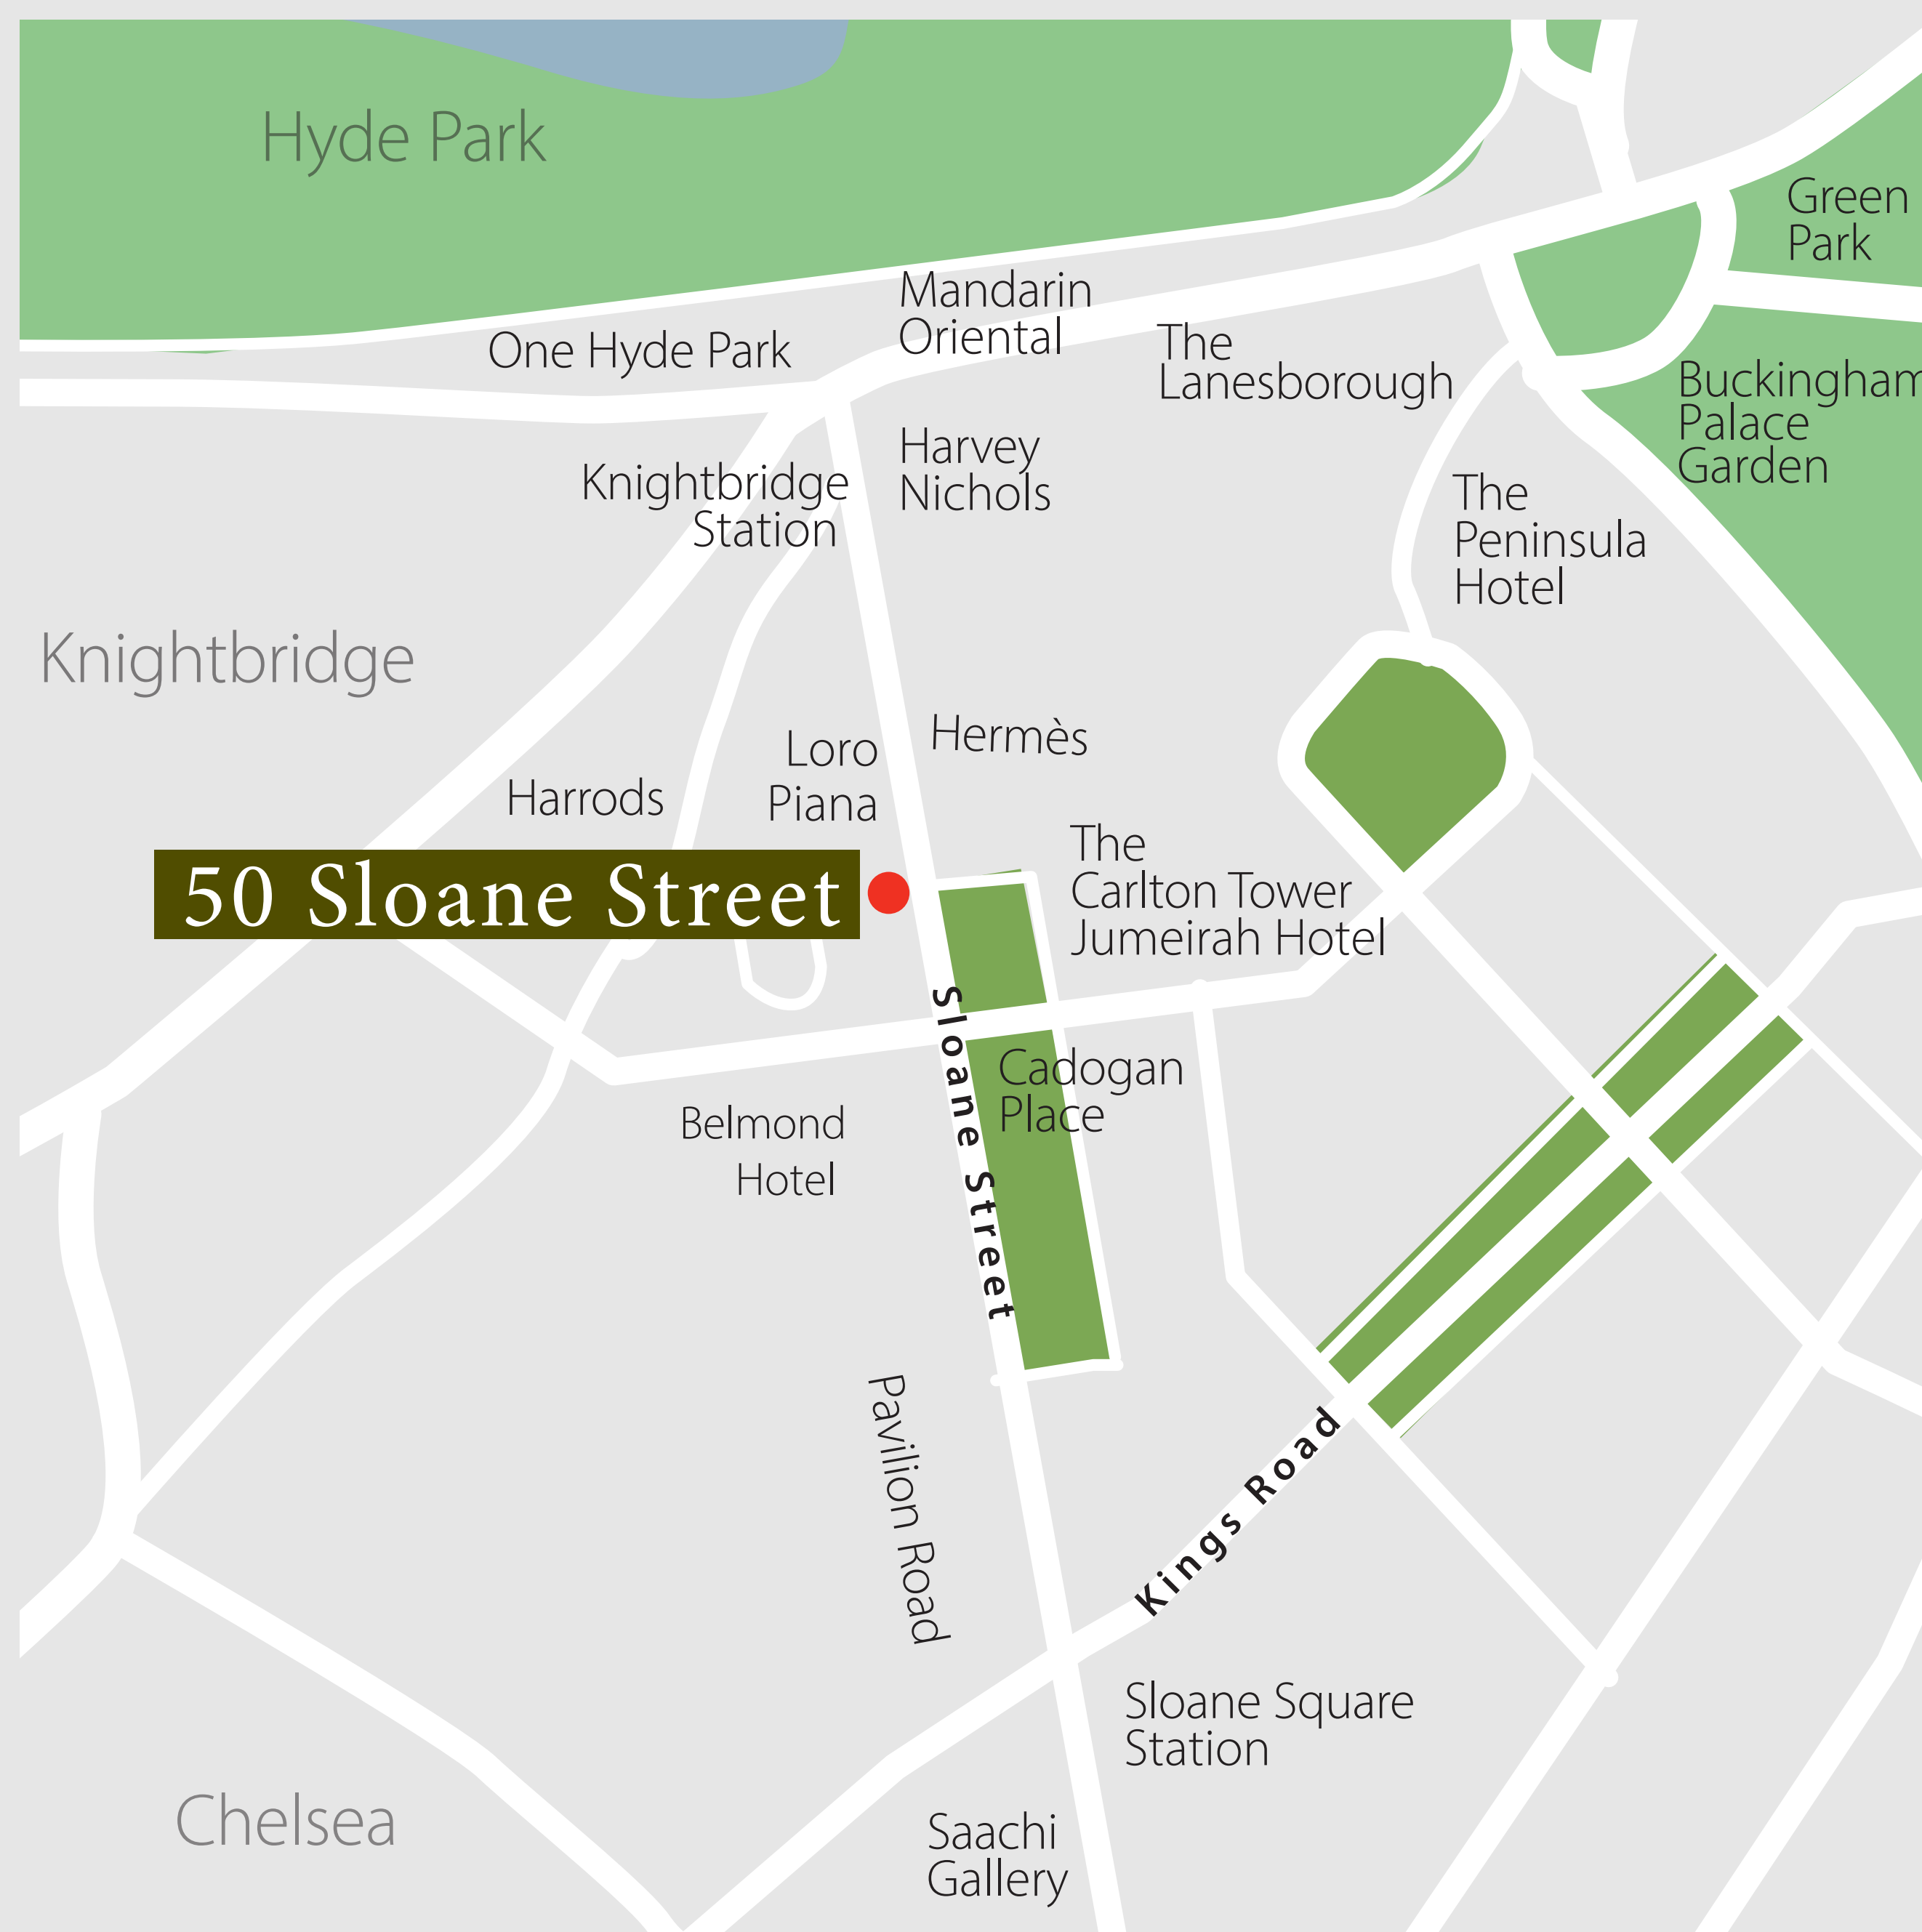 Hyde Park
Green
Park
Mandarin
Oriental
One Hyde Park
The
Lanesborough
Buckingham
Palace
Garden
Harvey
Nichols
Knightbridge
Station
The
Peninsula
Hotel
Knightbridge
Hermès
Loro
Piana
Harrods
The
Carlton Tower
Jumeirah Hotel
50 Sloane Street
Sloane Street
Cadogan
Place
Belmond
Hotel
Pavilion Road
Kings Road
Sloane Square
Station
Chelsea
Saachi
Gallery